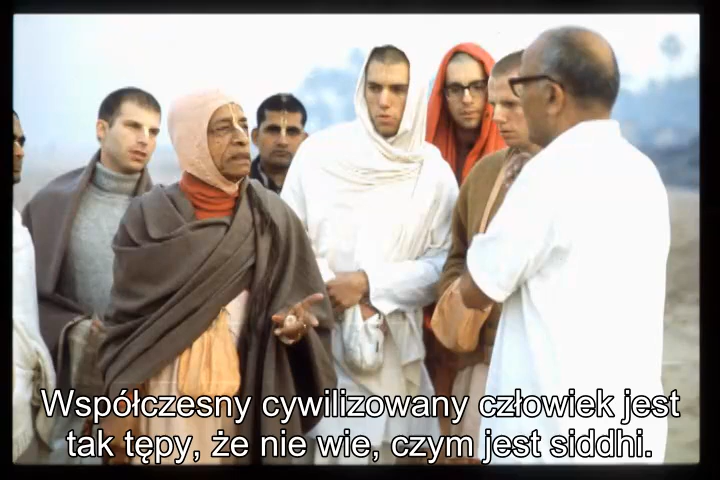 Współczesny cywilizowany człowiek jest
tak tępy, że nie wie, czym jest siddhi.